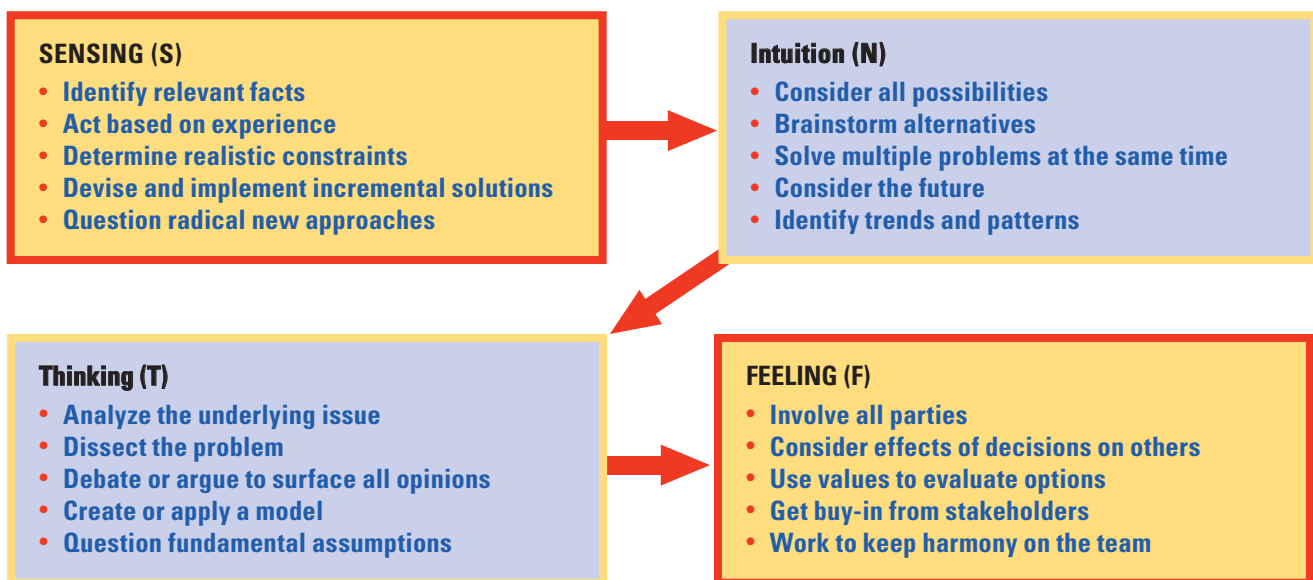 SENSING (S)
• Identify relevant facts
• Act based on experience
• Determine realistic constraints
• Devise and implement incremental solutions
• Question radical new approaches
Intuition (N)
• Consider all possibilities
• Brainstorm alternatives
• Solve multiple problems at the same time
• Consider the future
• Identify trends and patterns
Thinking (T)
• Analyze the underlying issue
• Dissect the problem
• Debate or argue to surface all opinions
• Create or apply a model
• Question fundamental assumptions
FEELING (F)
• Involve all parties
• Consider effects of decisions on others
• Use values to evaluate options
• Get buy-in from stakeholders
• Work to keep harmony on the team